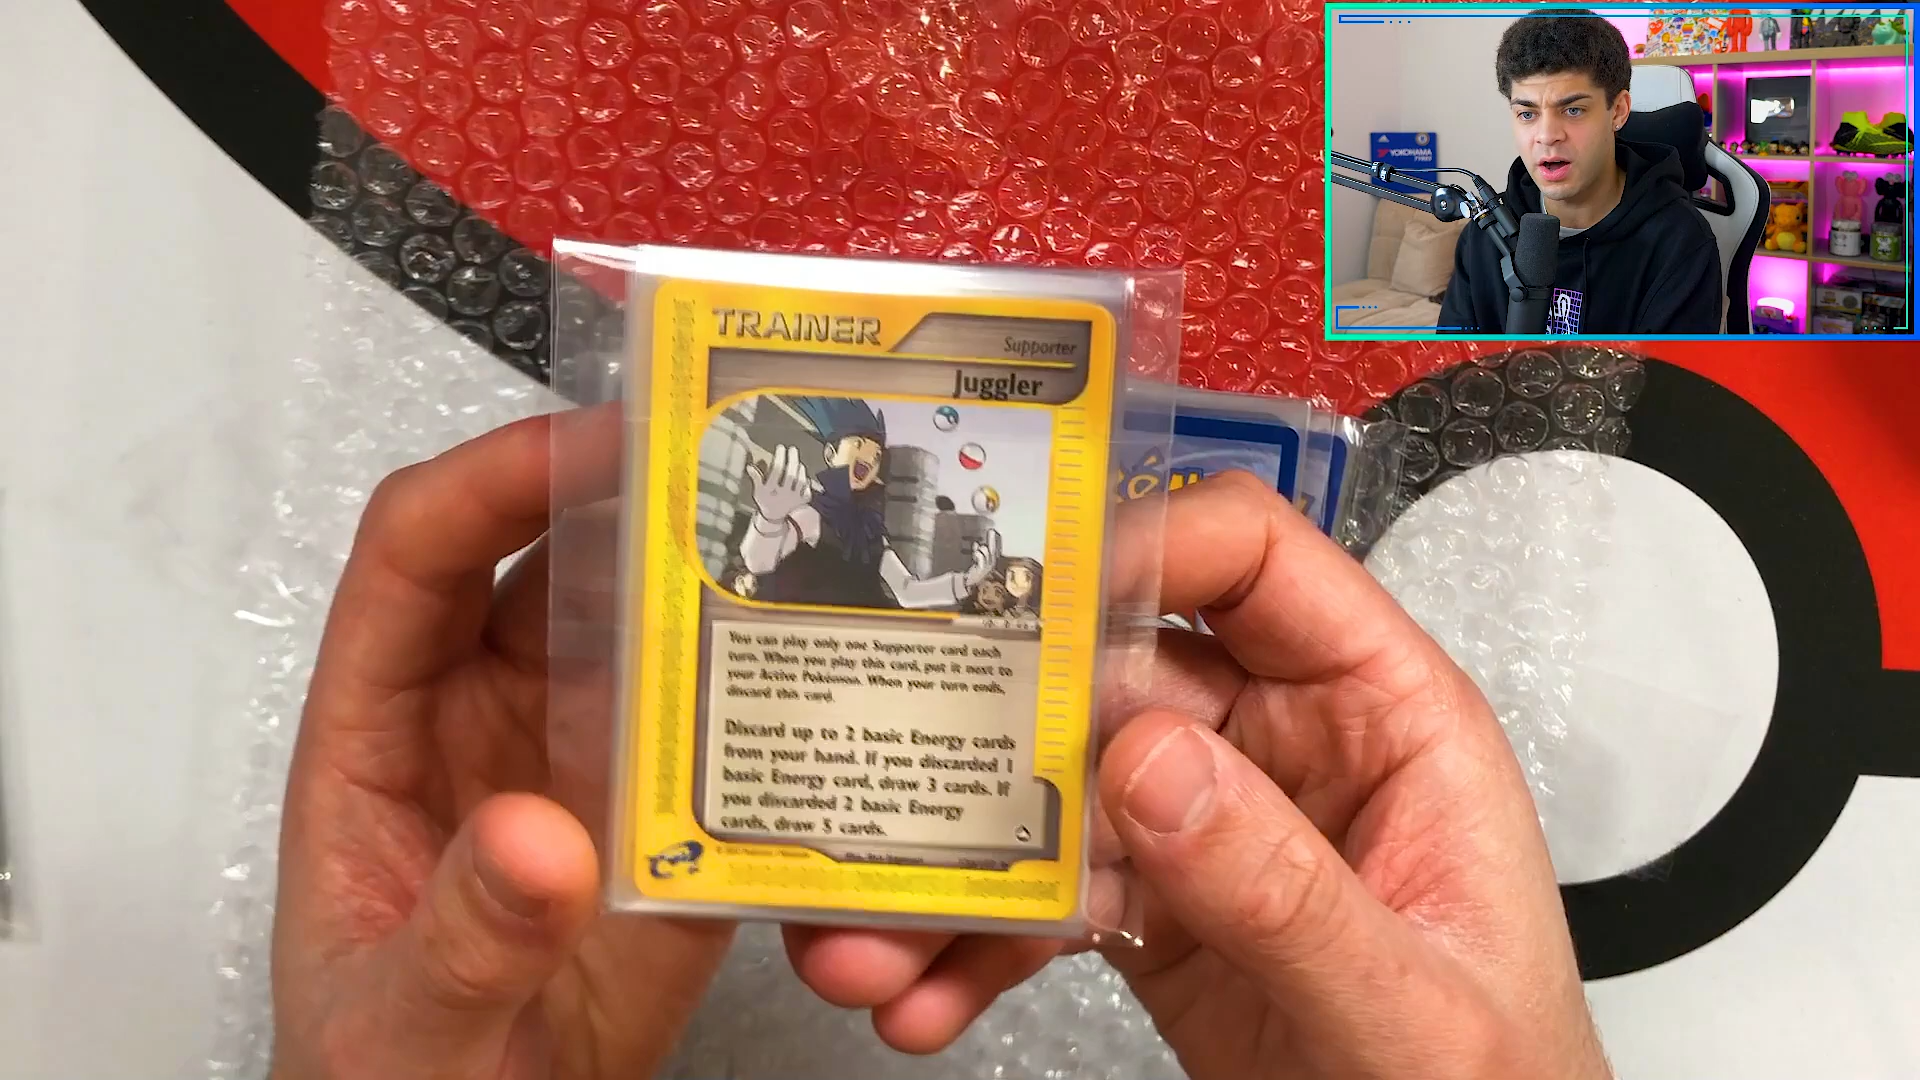 YOKOHAMA
TRAINER
Supporter
Juggler
You can play only one Supporter card each
turn. When you play this card, put it next to
your Active Pokémon. When your turn ends,
discard this card.
Discard up to 2 basic Energy cards
from your hand. If you discarded 1
basic Energy card, draw 3 cards. If
you discarded 2 basic Energy
cards, draw 5 cards.